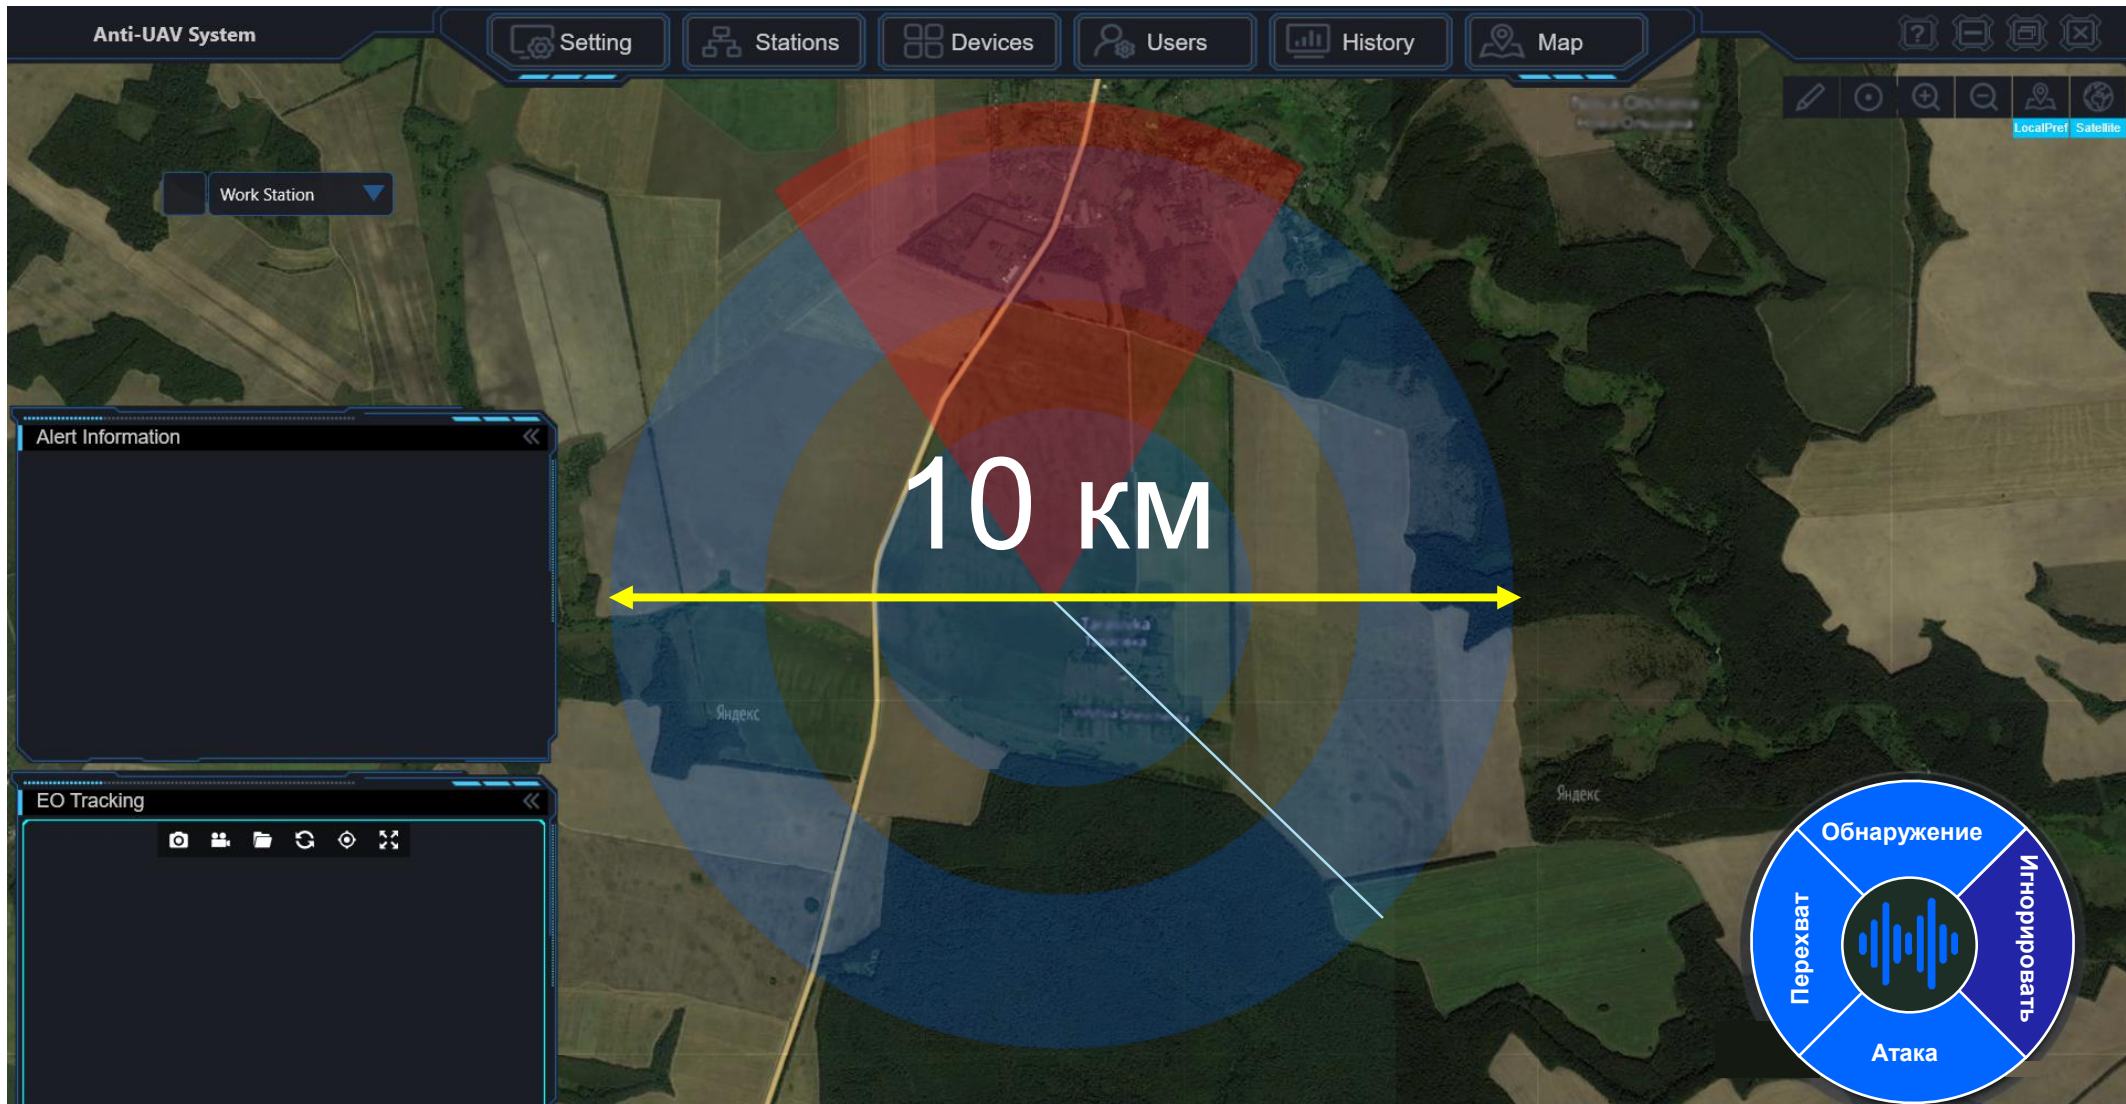 Anti-UAV System
Setting
Stations
Devices
Users
History
Map
LocalPref
Satellite
Work Station
Alert Information
10 км
Яндекс
EO Tracking
Яндекс
Обнаружение
Игнорировать
Перехват
Атака